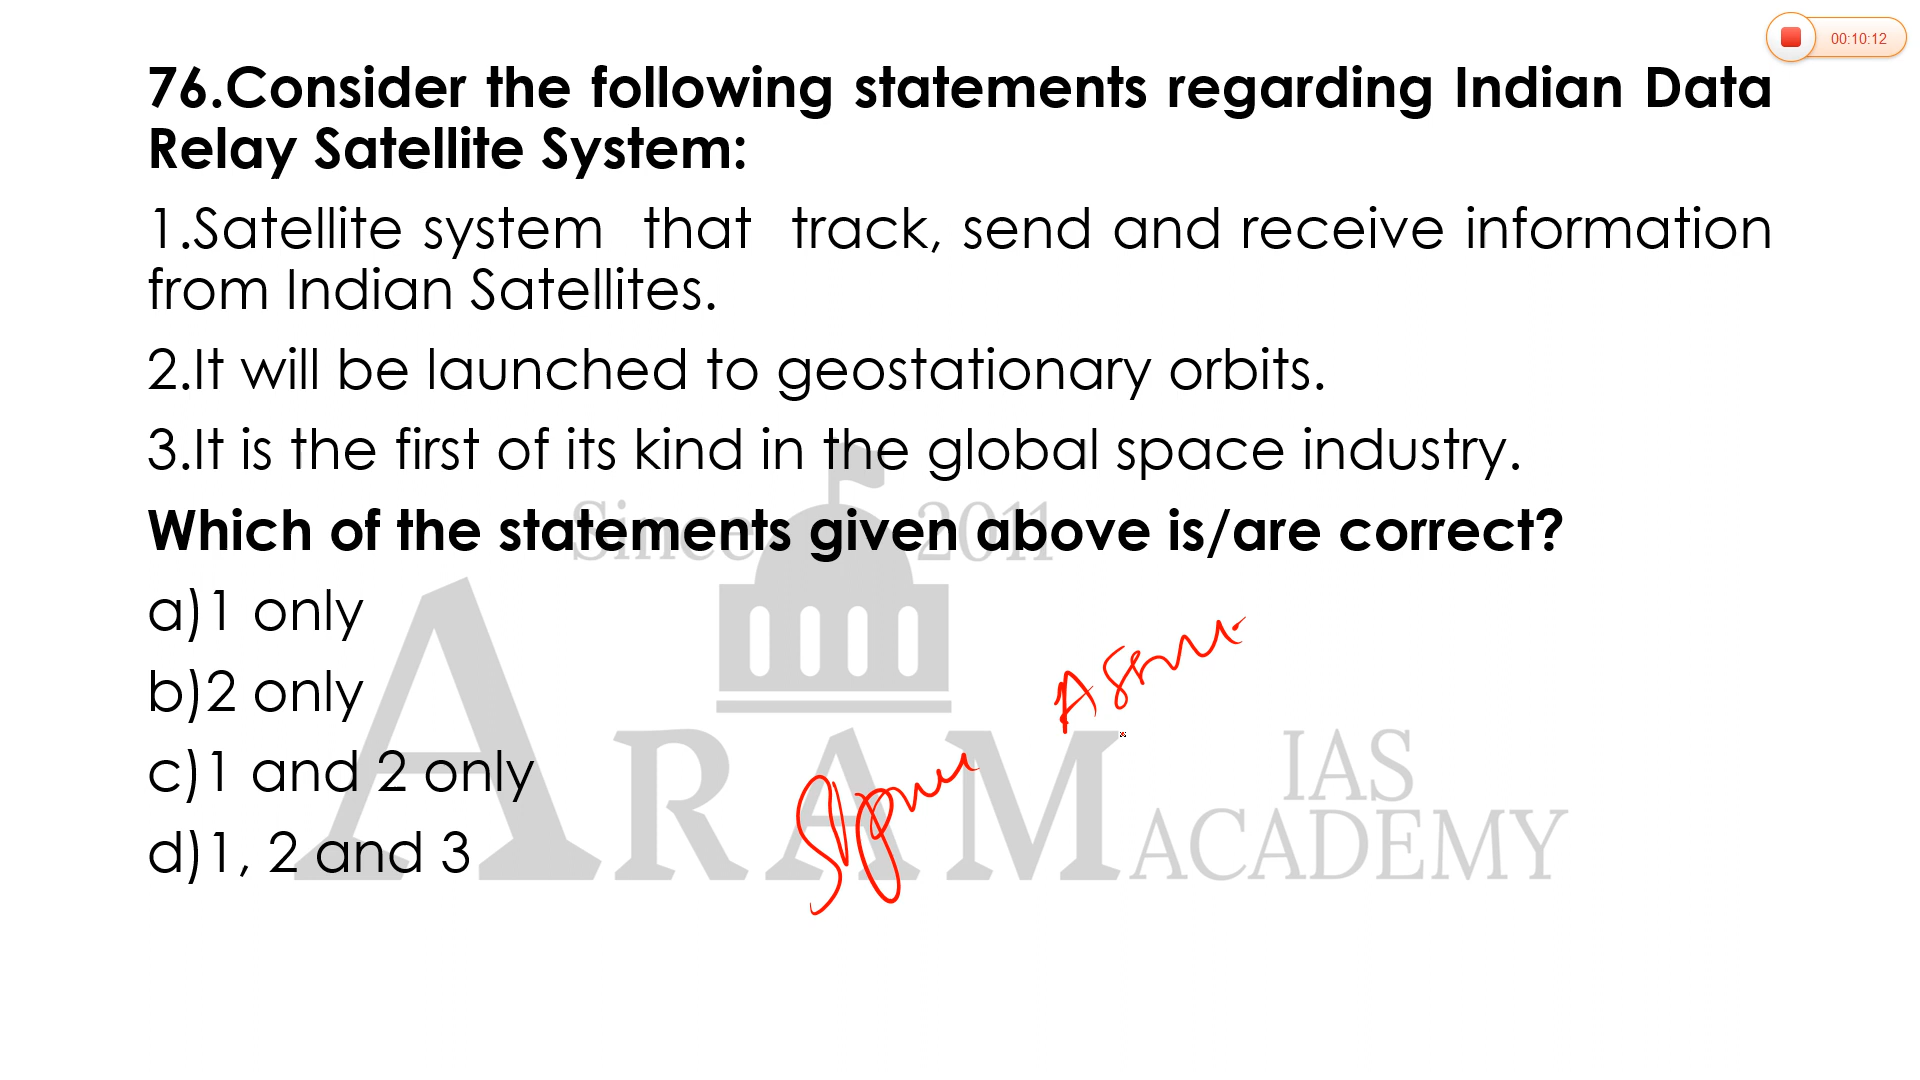 00:10:12
76.Consider the following statements regarding Indian Data
Relay Satellite System:
1.Satellite system that track, send and receive information
from Indian Satellites.
2.It will be launched to geostationary orbits.
3.It is the first of its kind in the global space industry.
Since 2011
Which of the statements given above is/are correct?
a)1 only
b)2 only
c)1 and 2 only
d)1, 2 and 3
ARAM IAS
ACADEMY